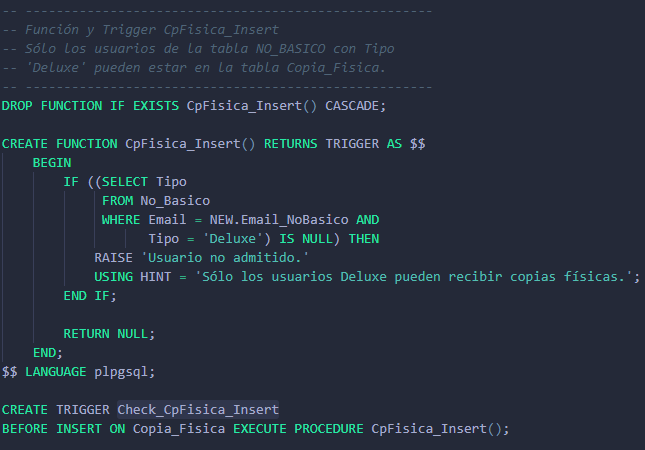 -- ----------------------------------------------------
-- Función y Trigger CpFisica_Insert
-- Sólo los usuarios de la tabla NO_BASICO con Tipo
-- 'Deluxe' pueden estar en la tabla Copia_Fisica.
-- ----------------------------------------------------
DROP FUNCTION IF EXISTS CpFisica_Insert() CASCADE;
CREATE FUNCTION CpFisica_Insert() RETURNS TRIGGER AS $$
BEGIN
IF ((SELECT Tipo
FROM No_Basico
WHERE Email = NEW.Email_NoBasico AND
Tipo = 'Deluxe') IS NULL) THEN
RAISE 'Usuario no admitido.'
USING HINT = 'Sólo los usuarios Deluxe pueden recibir copias físicas.';
END IF;
RETURN NULL;
END;
$$ LANGUAGE plpgsql;
CREATE TRIGGER Check_CpFisica_Insert
BEFORE INSERT ON Copia_Fisica EXECUTE PROCEDURE CpFisica_Insert();